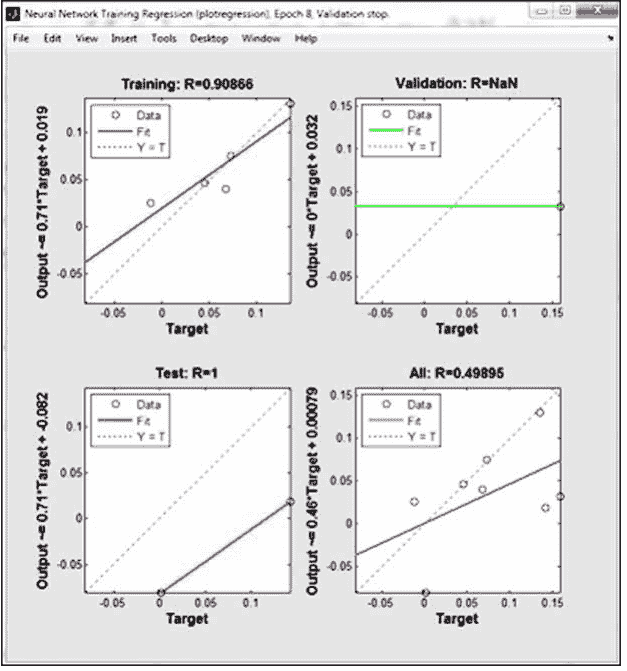 Neural Network Training Regression (plotregression), Epoch 8, Validation stop.
File Edit View Insert Tools Desktop Window Help
Training: R=0.90866
Output ~= 0.71*Target + 0.019
Data
Fit
Y = T
0.1
0.05
0
-0.05
-0.05 0 0.05 0.1
Target
Validation: R=NaN
Output ~= 0*Target + 0.032
Data
Fit
Y = T
0.15
0.1
0.05
0
-0.05
-0.05 0 0.05 0.1 0.15
Target
Test: R=1
Output ~= 0.71*Target + -0.082
Data
Fit
Y = T
0.1
0.05
0
-0.05
-0.05 0 0.05 0.1
Target
All: R=0.49895
Output ~= 0.46*Target + 0.00079
Data
Fit
Y = T
0.15
0.1
0.05
0
-0.05
-0.05 0 0.05 0.1 0.15
Target